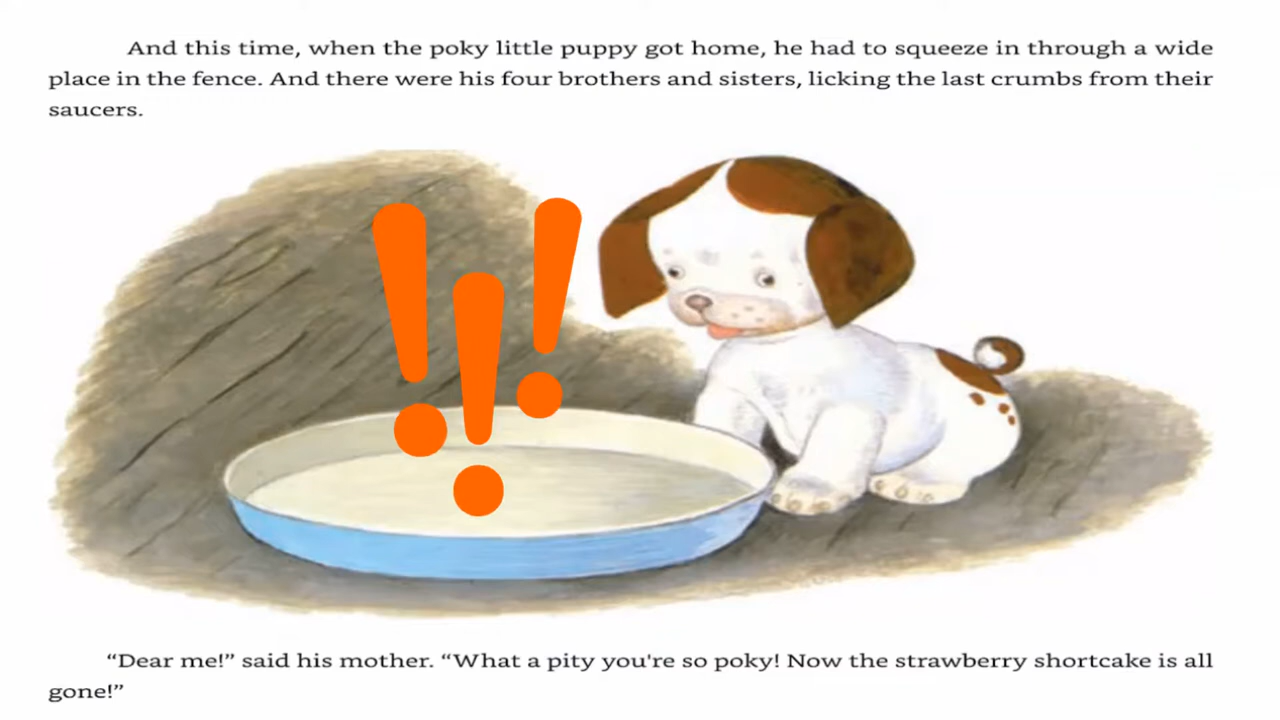 And this time, when the poky little puppy got home, he had to squeeze in through a wide
place in the fence. And there were his four brothers and sisters, licking the last crumbs from their
saucers.
“Dear me!” said his mother. “What a pity you're so poky! Now the strawberry shortcake is all
gone!”